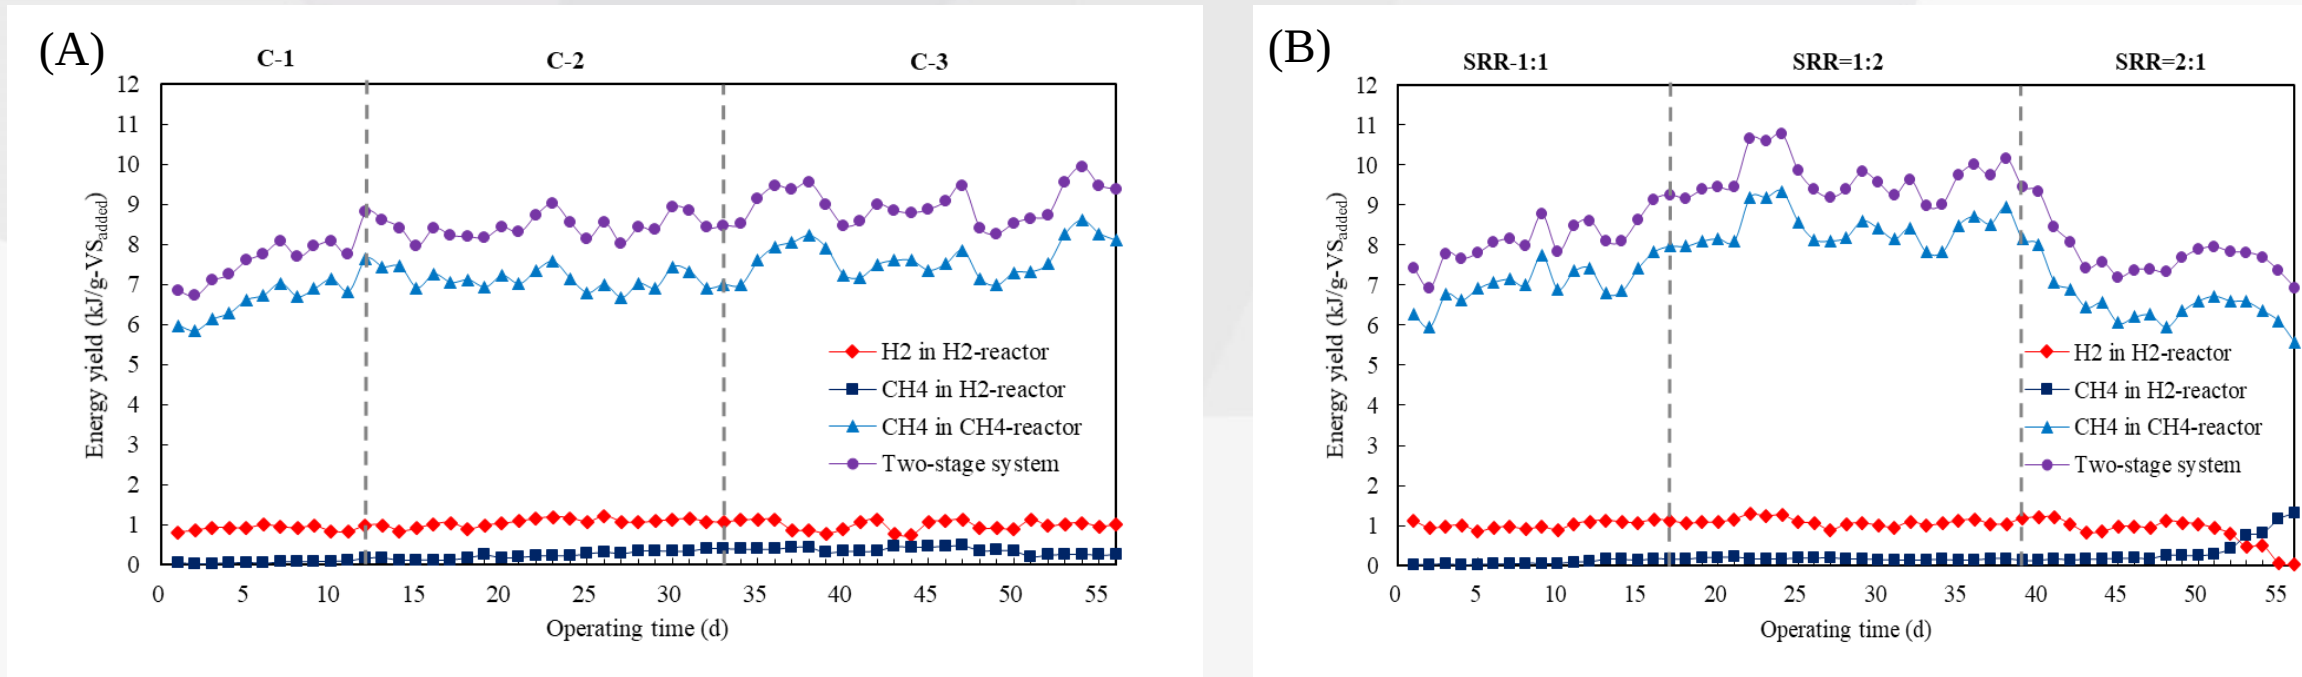 (A)
C-1 C-2 C-3
12
11
10
9
8
7
6
5
4
3
2
1
0
Energy yield (kJ/g-VSadded)
H2 in H2-reactor
CH4 in H2-reactor
CH4 in CH4-reactor
Two-stage system
0 5 10 15 20 25 30 35 40 45 50 55
Operating time (d)
(B)
SRR-1:1 SRR=1:2 SRR=2:1
12
11
10
9
8
7
6
5
4
3
2
1
0
Energy yield (kJ/g-VSadded)
H2 in H2-reactor
CH4 in H2-reactor
CH4 in CH4-reactor
Two-stage system
0 5 10 15 20 25 30 35 40 45 50 55
Operating time (d)